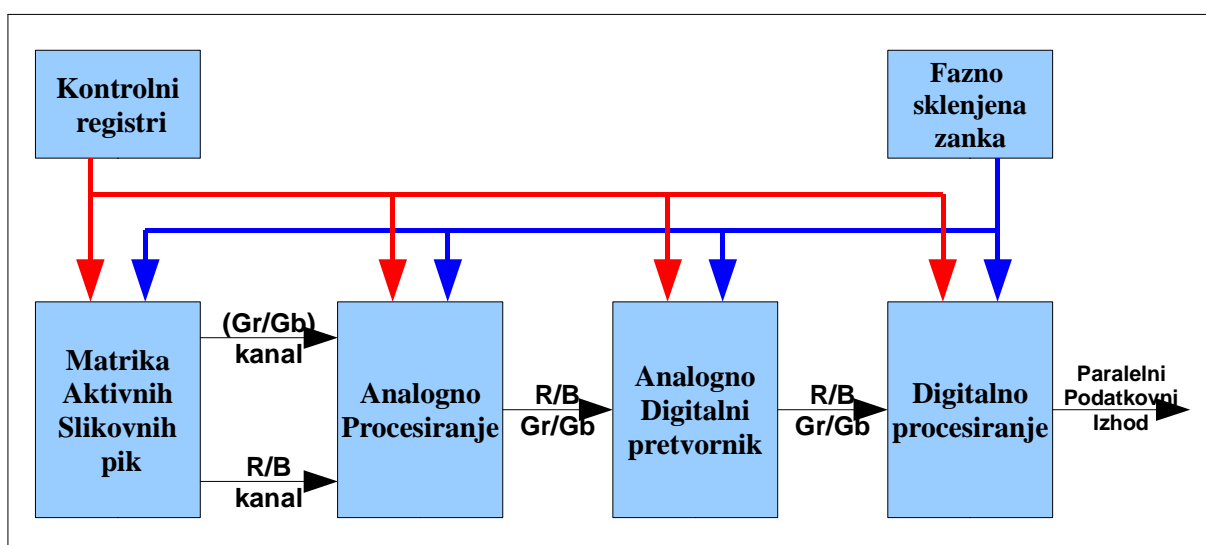 Kontrolni
registri
Fazno
sklenjena
zanka
Matrika
Aktivnih
Slikovnih
pik
(Gr/Gb)
kanal
R/B
kanal
Analogno
Procesiranje
R/B
Gr/Gb
Analogno
Digitalni
pretvornik
R/B
Gr/Gb
Digitalno
procesiranje
Paralelni
Podatkovni
Izhod